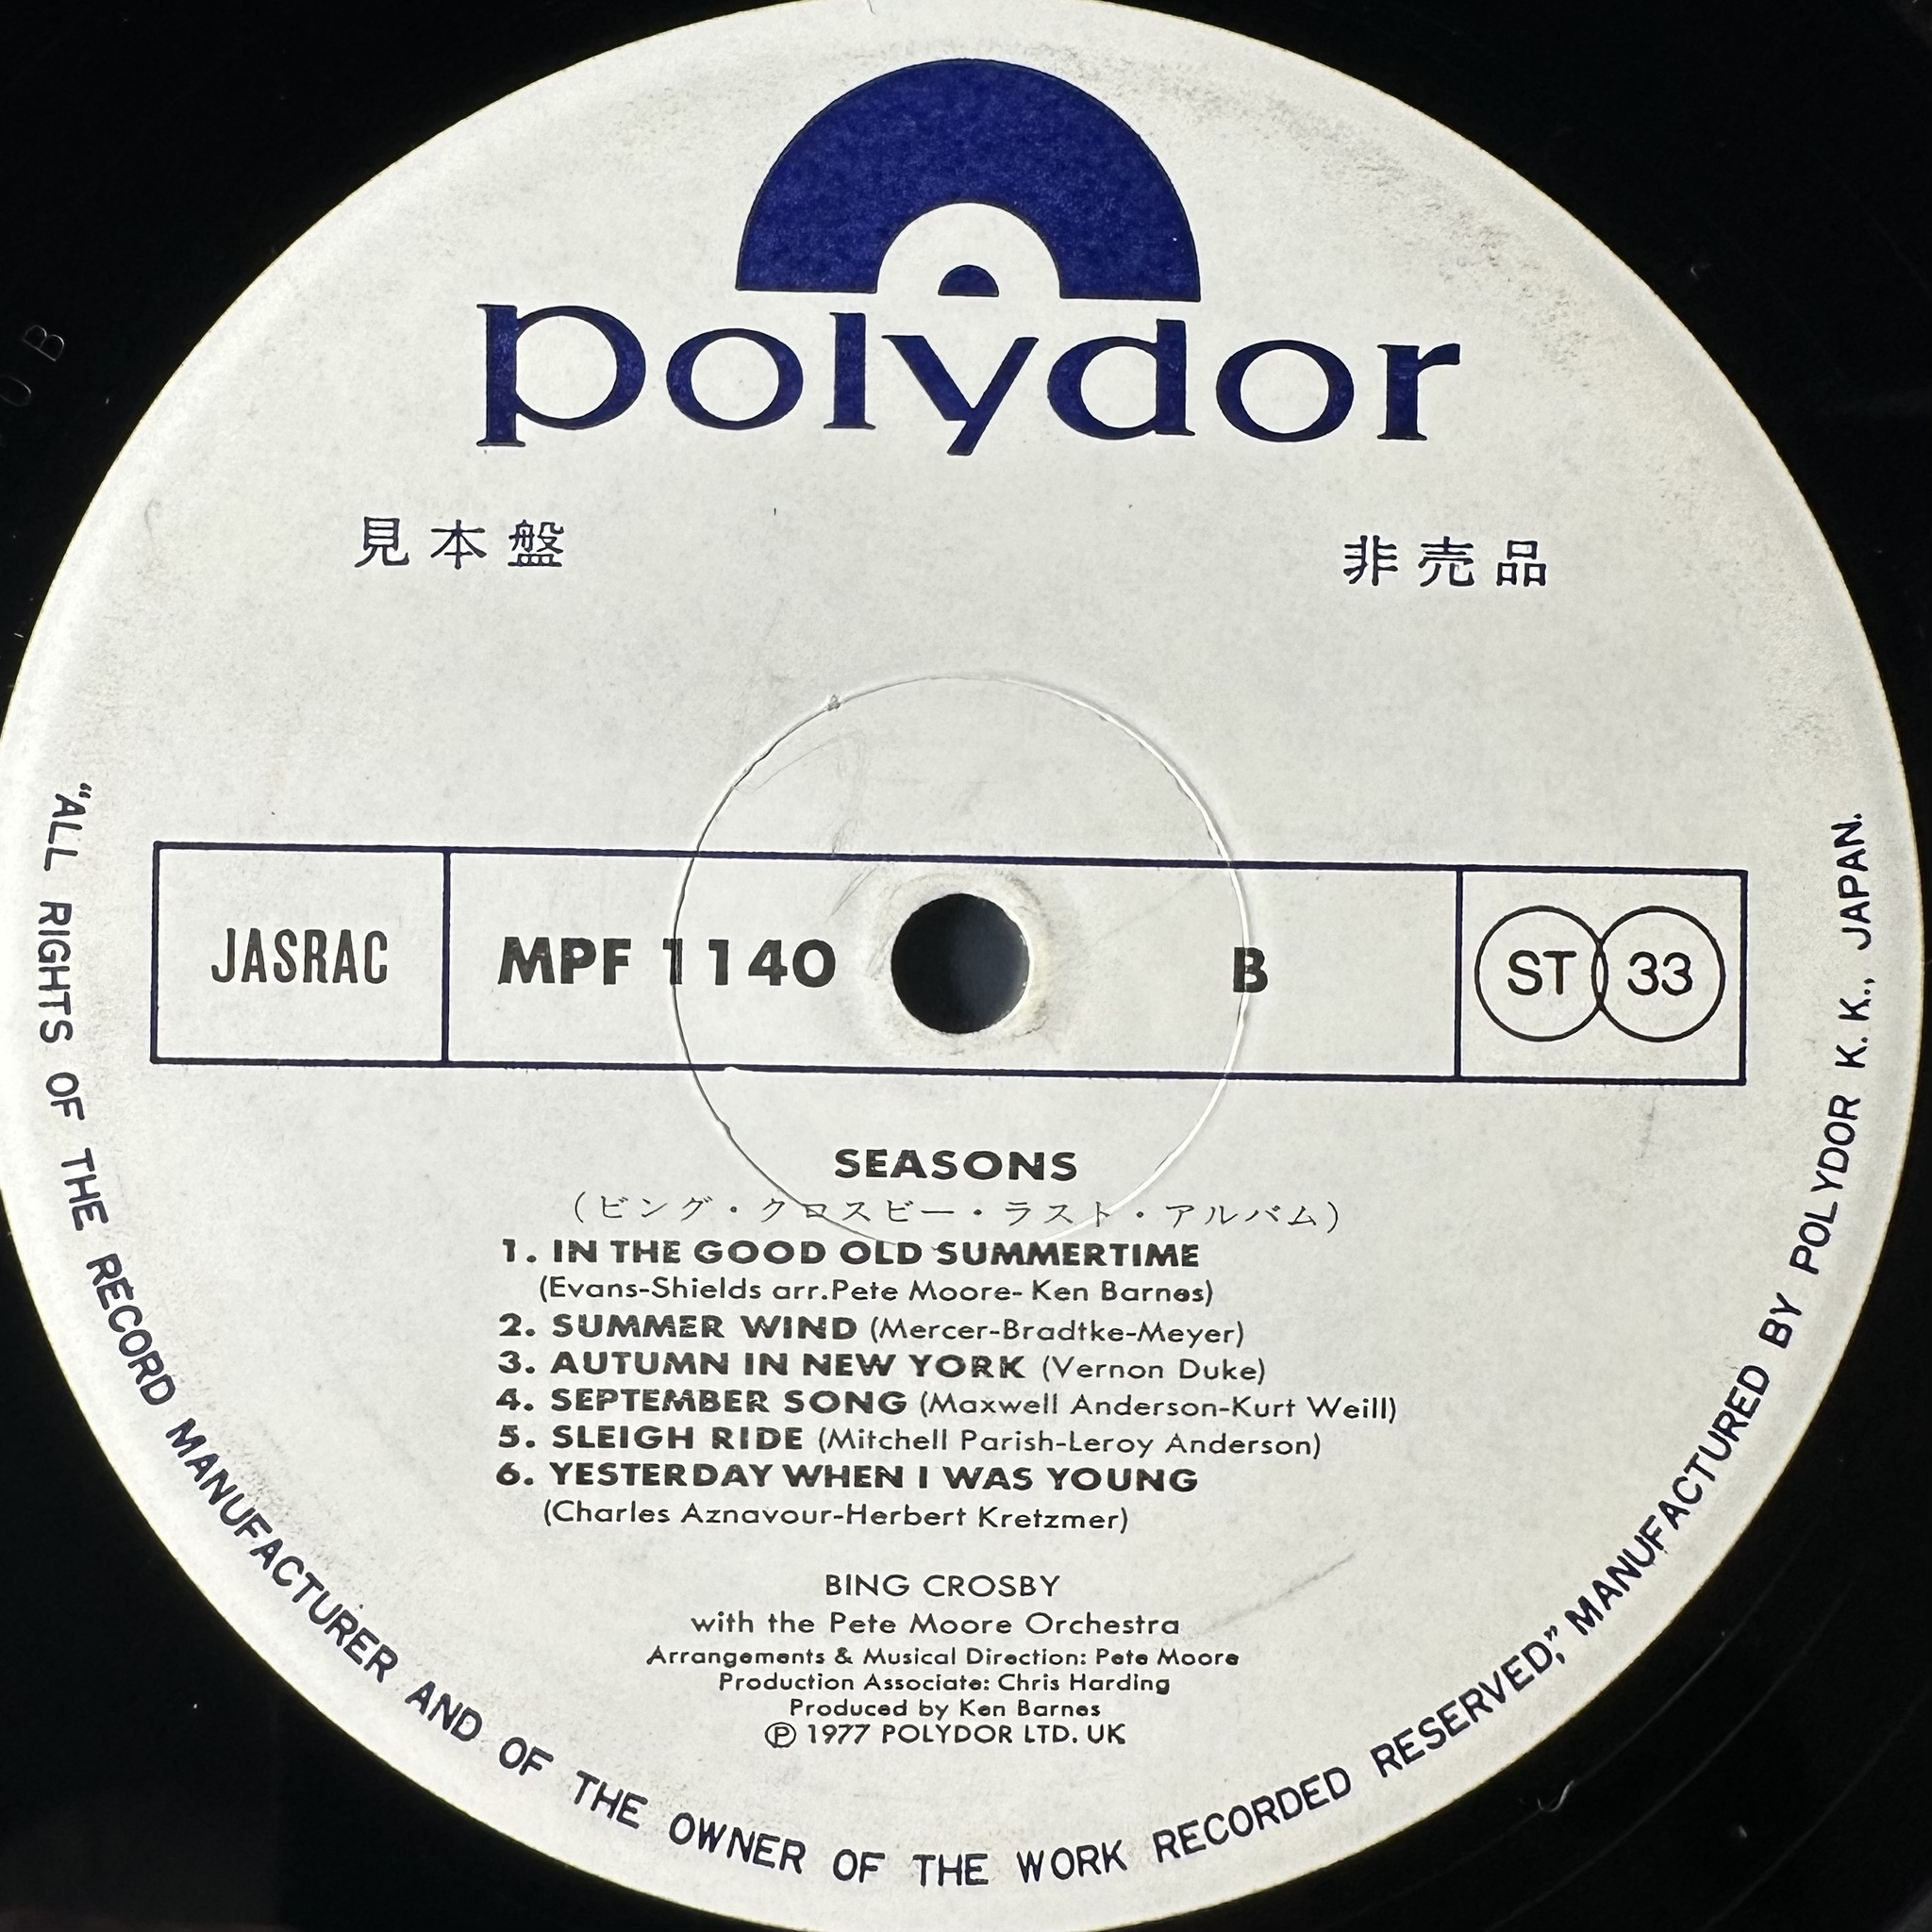 polydor
見本盤
非売品
JASRAC
MPF 1140
B
ST 33
SEASONS
(ビング・クロスビー・ラスト・アルバム)
1. IN THE GOOD OLD SUMMERTIME
(Evans-Shields arr.Pete Moore- Ken Barnes)
2. SUMMER WIND (Mercer-Bradtke-Meyer)
3. AUTUMN IN NEW YORK (Vernon Duke)
4. SEPTEMBER SONG (Maxwell Anderson-Kurt Weill)
5. SLEIGH RIDE (Mitchell Parish-Leroy Anderson)
6. YESTERDAY WHEN I WAS YOUNG
(Charles Aznavour-Herbert Kretzmer)
BING CROSBY
with the Pete Moore Orchestra
Arrangements & Musical Direction: Pete Moore
Production Associate: Chris Harding
Produced by Ken Barnes
Ⓟ 1977 POLYDOR LTD. UK
"ALL RIGHTS OF THE RECORD MANUFACTURER AND OF THE OWNER OF THE WORK RECORDED RESERVED," MANUFACTURED BY POLYDOR K. K., JAPAN.